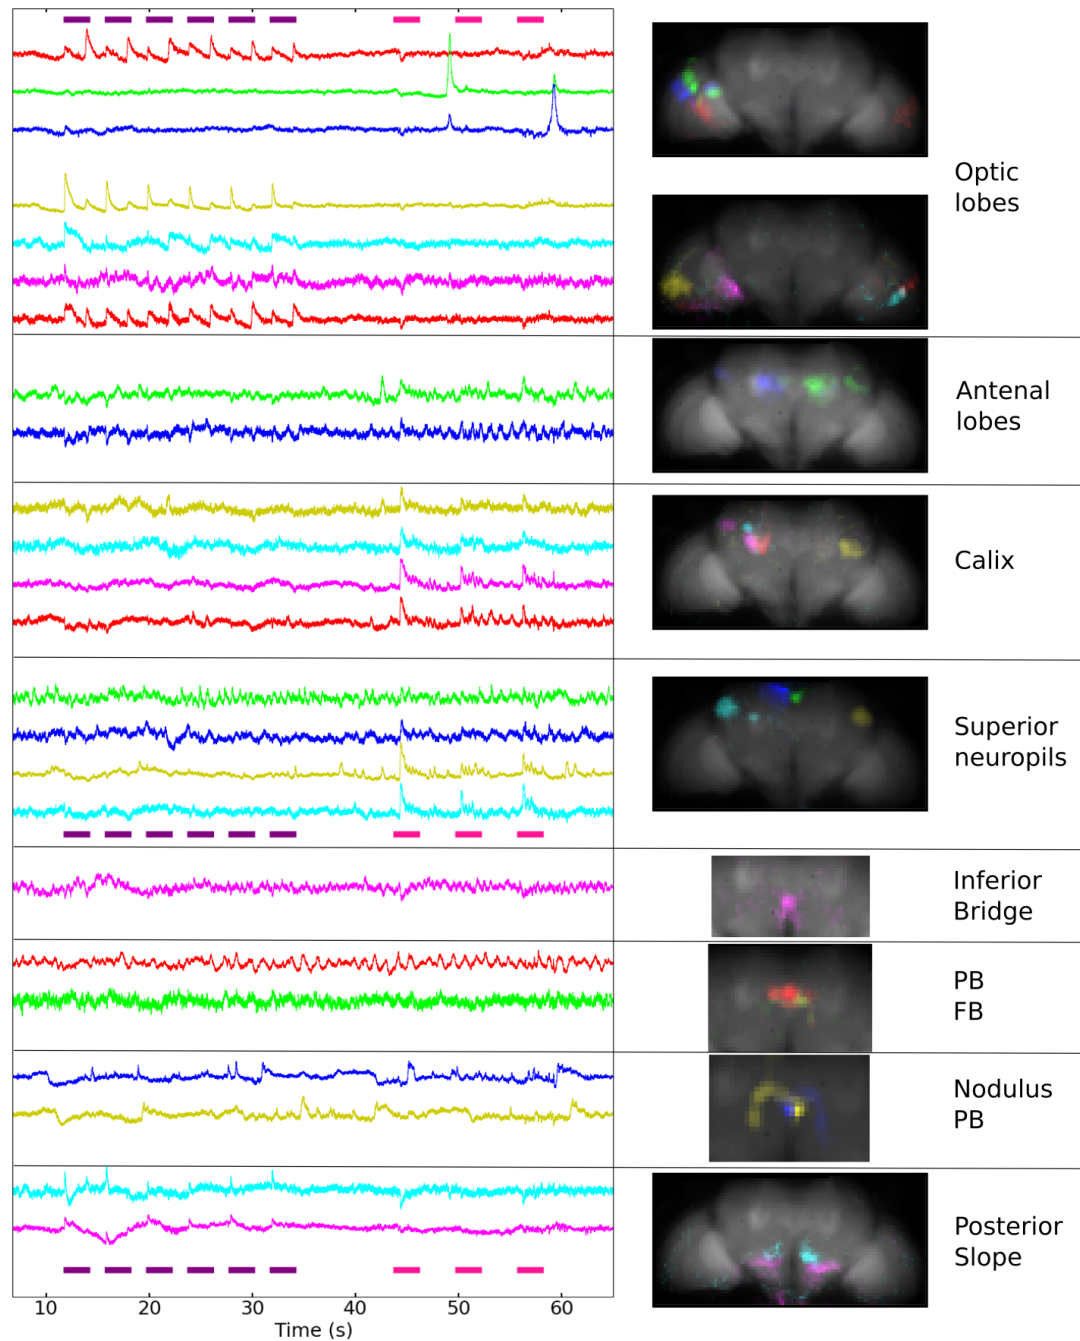 Optic
lobes
Antenal
lobes
Calix
Superior
neuropils
Inferior
Bridge
PB
FB
Nodulus
PB
Posterior
Slope
10 20 30 40 50 60
Time (s)